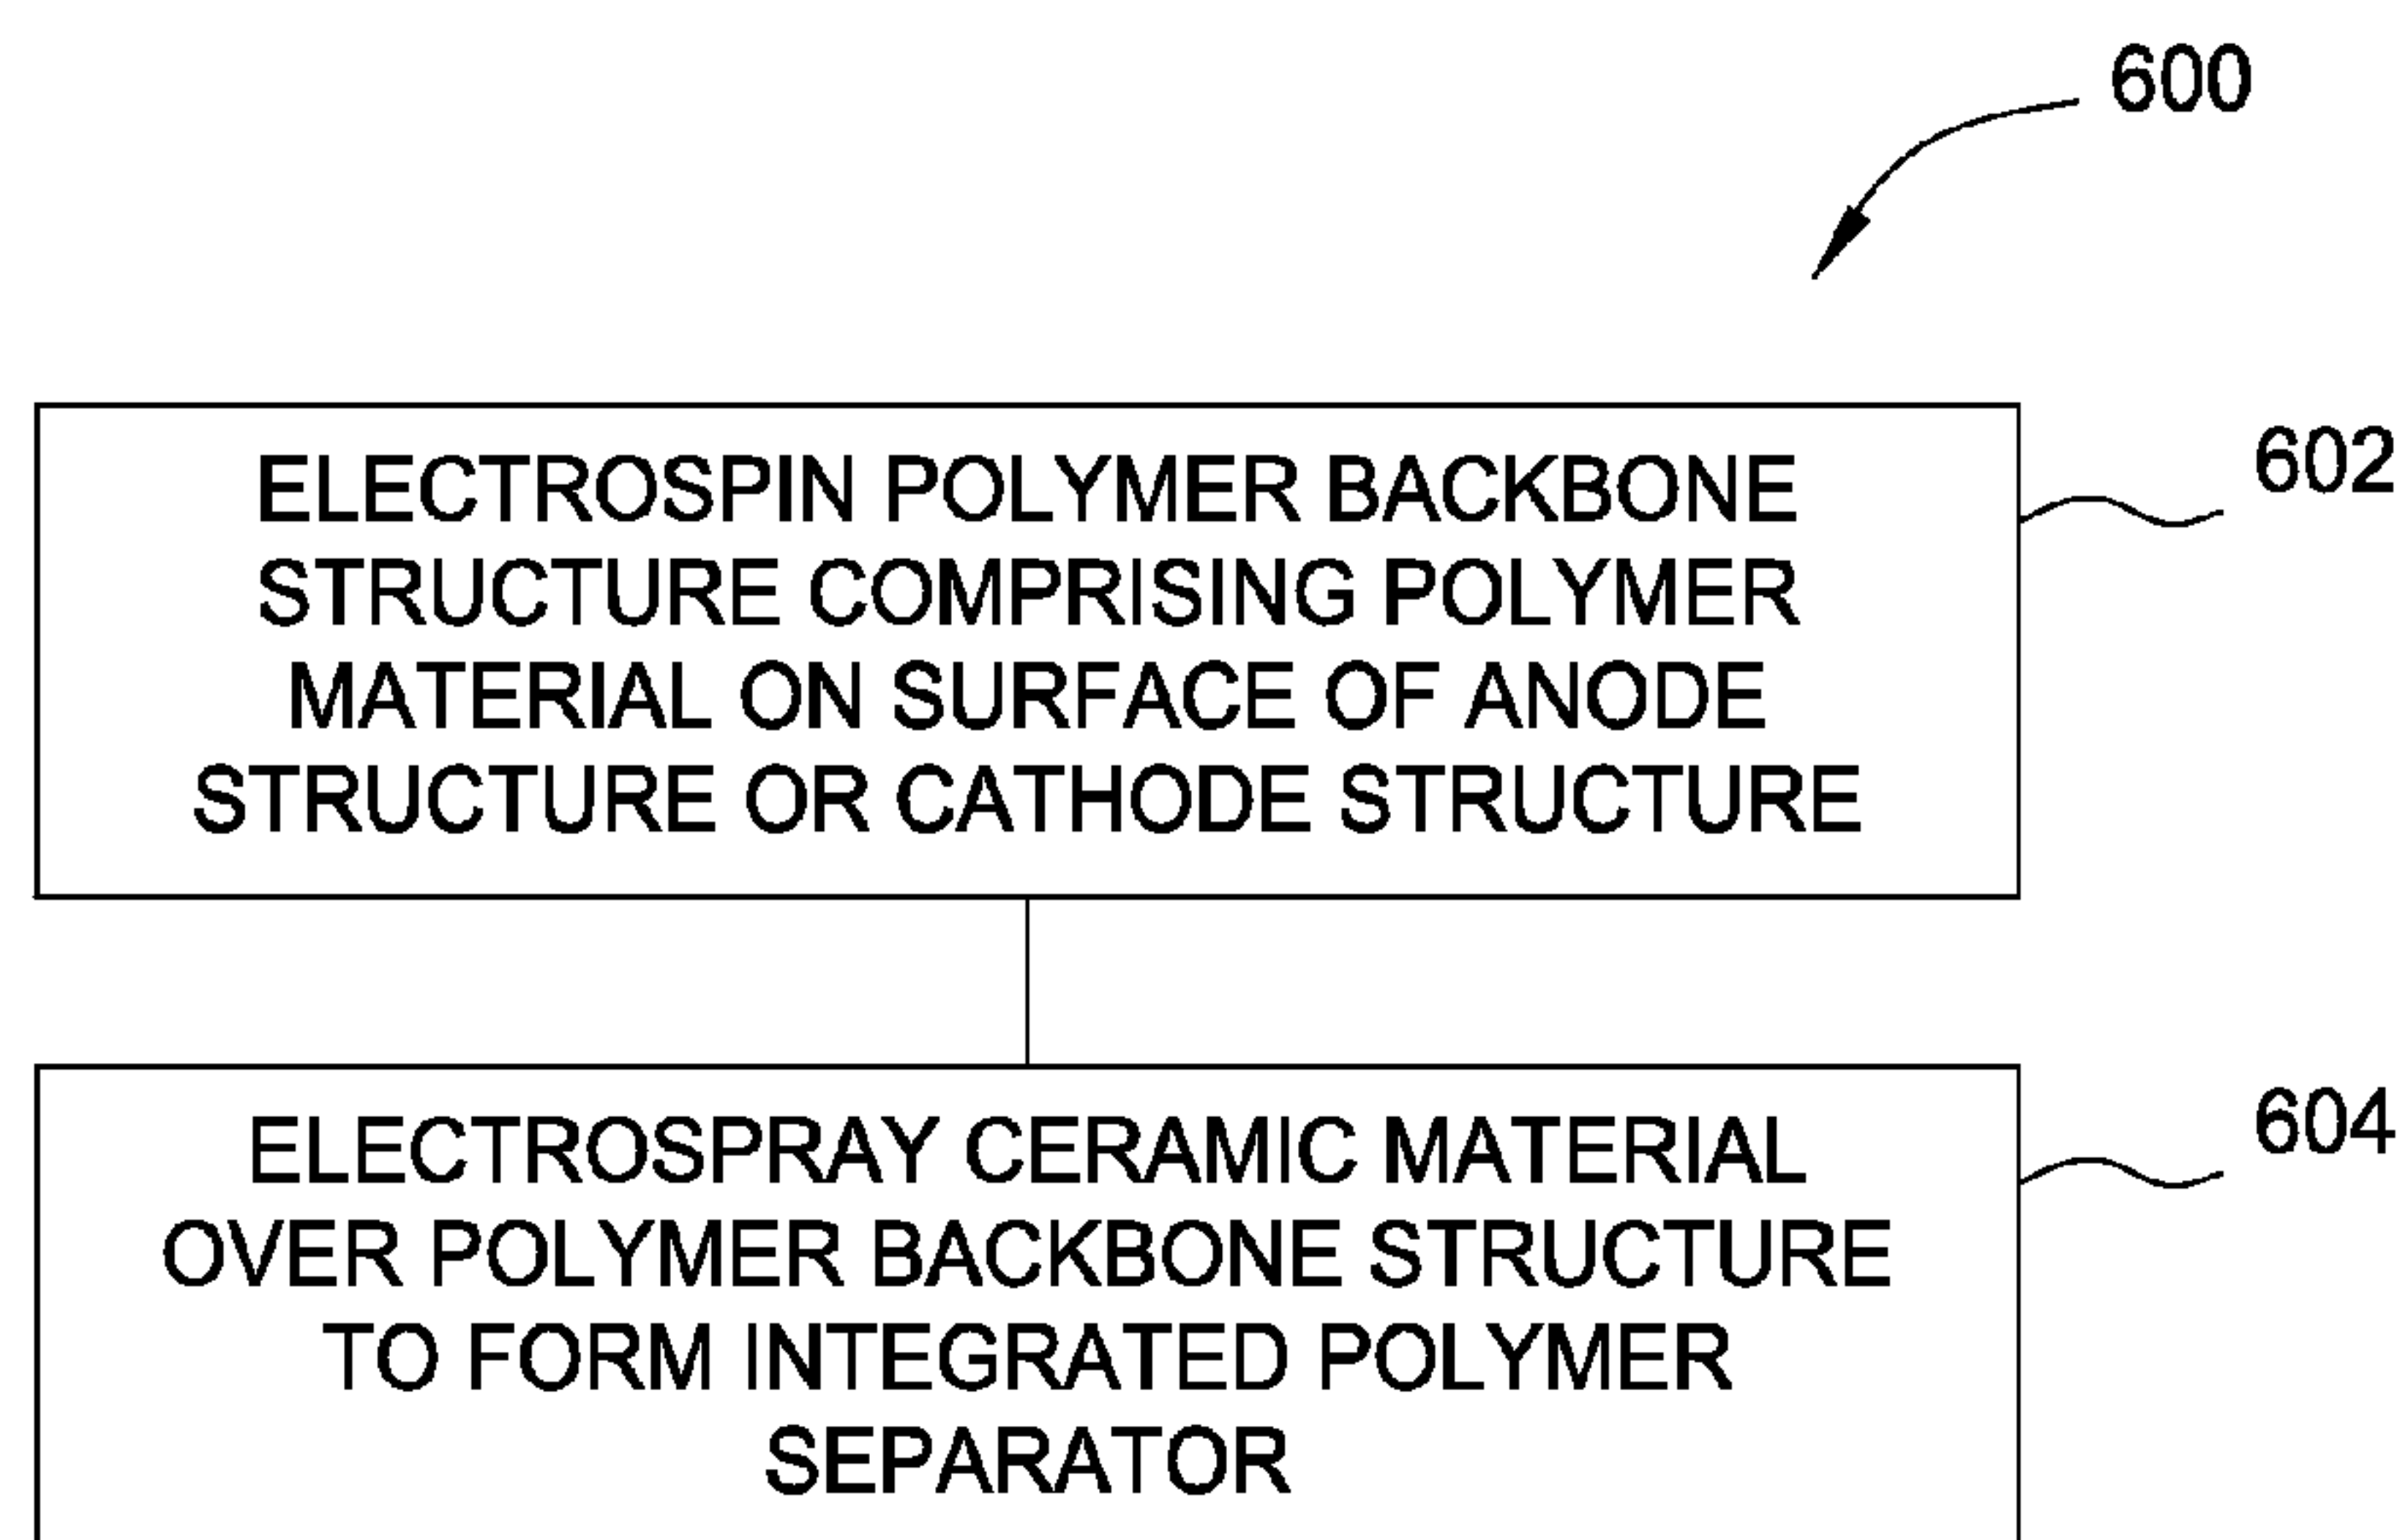 600
ELECTROSPIN POLYMER BACKBONE
STRUCTURE COMPRISING POLYMER
MATERIAL ON SURFACE OF ANODE
STRUCTURE OR CATHODE STRUCTURE
602
ELECTROSPRAY CERAMIC MATERIAL
OVER POLYMER BACKBONE STRUCTURE
TO FORM INTEGRATED POLYMER
SEPARATOR
604